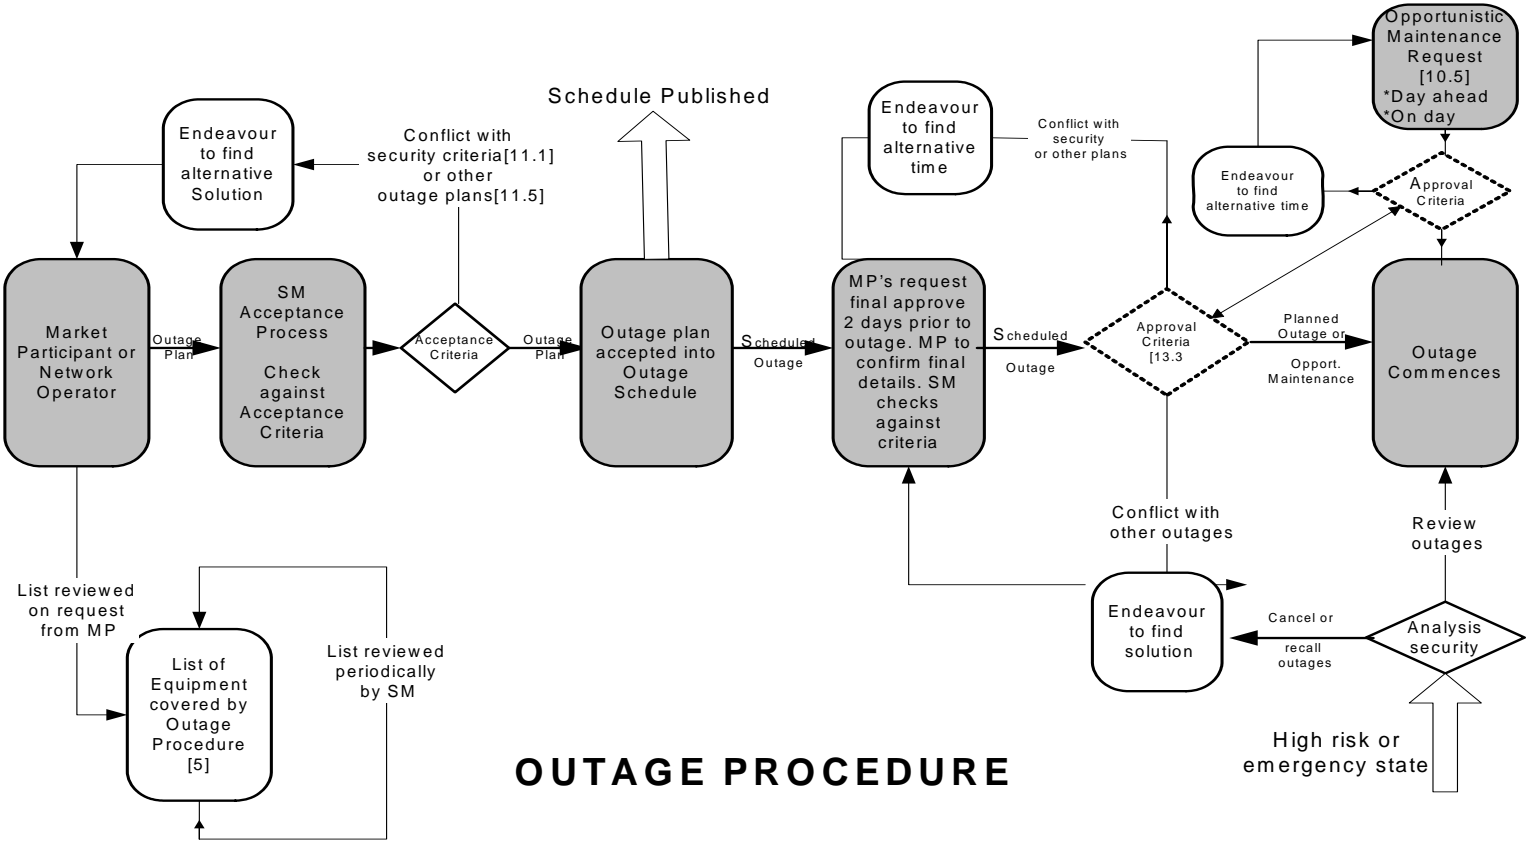 Opportunistic
Maintenance
Request
[10.5]
*Day ahead
*On day
Schedule Published
Endeavour
to find
alternative
Solution
Conflict with
security criteria[11.1]
or other
outage plans[11.5]
Endeavour
to find
alternative
time
Conflict with
security
or other plans
Endeavour
to find
alternative time
Approval
Criteria
Market
Participant or
Network
Operator
Outage
Plan
SM
Acceptance
Process
Check
against
Acceptance
Criteria
Acceptance
Criteria
Outage
Plan
Outage plan
accepted into
Outage
Schedule
Scheduled
Outage
MP's request
final approve
2 days prior to
outage. MP to
confirm final
details. SM
checks
against
criteria
Scheduled
Outage
Approval
Criteria
[13.3
Planned
Outage or
Opport.
Maintenance
Outage
Commences
Conflict with
other outages
Review
outages
List reviewed
on request
from MP
List of
Equipment
covered by
Outage
Procedure
[5]
List reviewed
periodically
by SM
Endeavour
to find
solution
Cancel or
recall
outages
Analysis
security
High risk or
emergency state
OUTAGE PROCEDURE